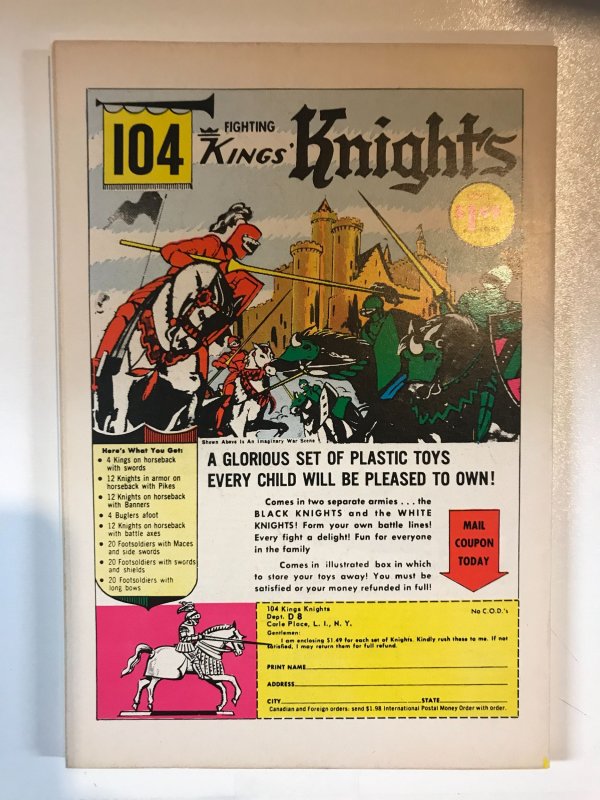 104
FIGHTING
KINGS' Knights
Shown Above Is An Imaginary War Scene
Here's What You Get:
• 4 Kings on horseback
with swords
• 12 Knights in armor on
horseback with Pikes
• 12 Knights on horseback
with Banners
• 4 Buglers afoot
• 12 Knights on horseback
with battle axes
• 20 Footsoldiers with Maces
and side swords
• 20 Footsoldiers with swords
and shields
• 20 Footsoldiers with
long bows
A GLORIOUS SET OF PLASTIC TOYS
EVERY CHILD WILL BE PLEASED TO OWN!
Comes in two separate armies . . . the
BLACK KNIGHTS and the WHITE
KNIGHTS! Form your own battle lines!
Every fight a delight! Fun for everyone
in the family
Comes in illustrated box in which
to store your toys away! You must be
satisfied or your money refunded in full!
MAIL
COUPON
TODAY
104 Kings Knights
Dept. D 8
Carle Place, L. I., N. Y.
No C.O.D.'s
Gentlemen:
I am enclosing $1.49 for each set of Knights. Kindly rush these to me. If not
satisfied, I may return them for full refund.
PRINT NAME
ADDRESS
CITY STATE
Canadian and Foreign orders: send $1.98 International Postal Money Order with order.